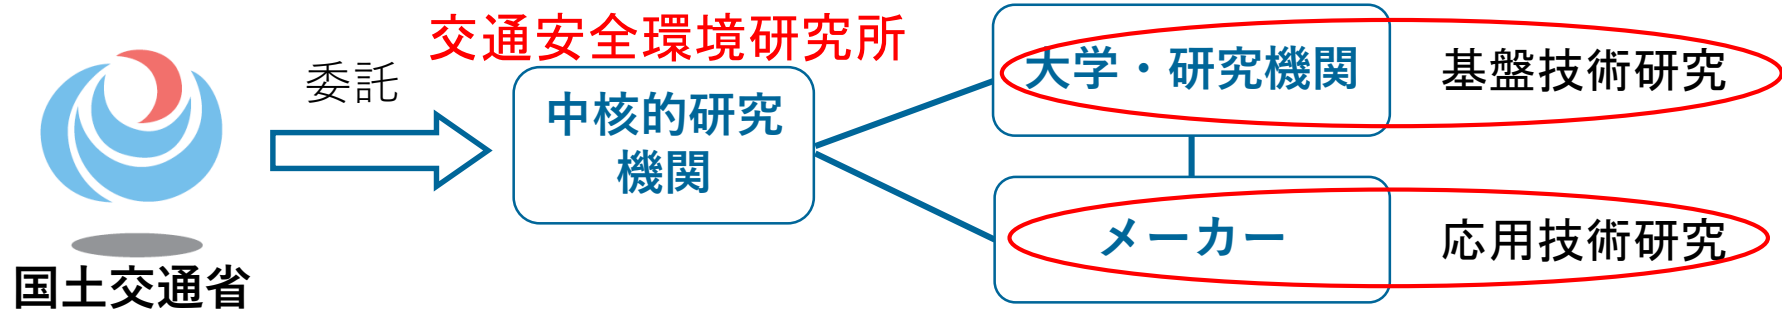 国土交通省
委託
交通安全環境研究所
中核的研究
機関
大学・研究機関
基盤技術研究
メーカー
応用技術研究